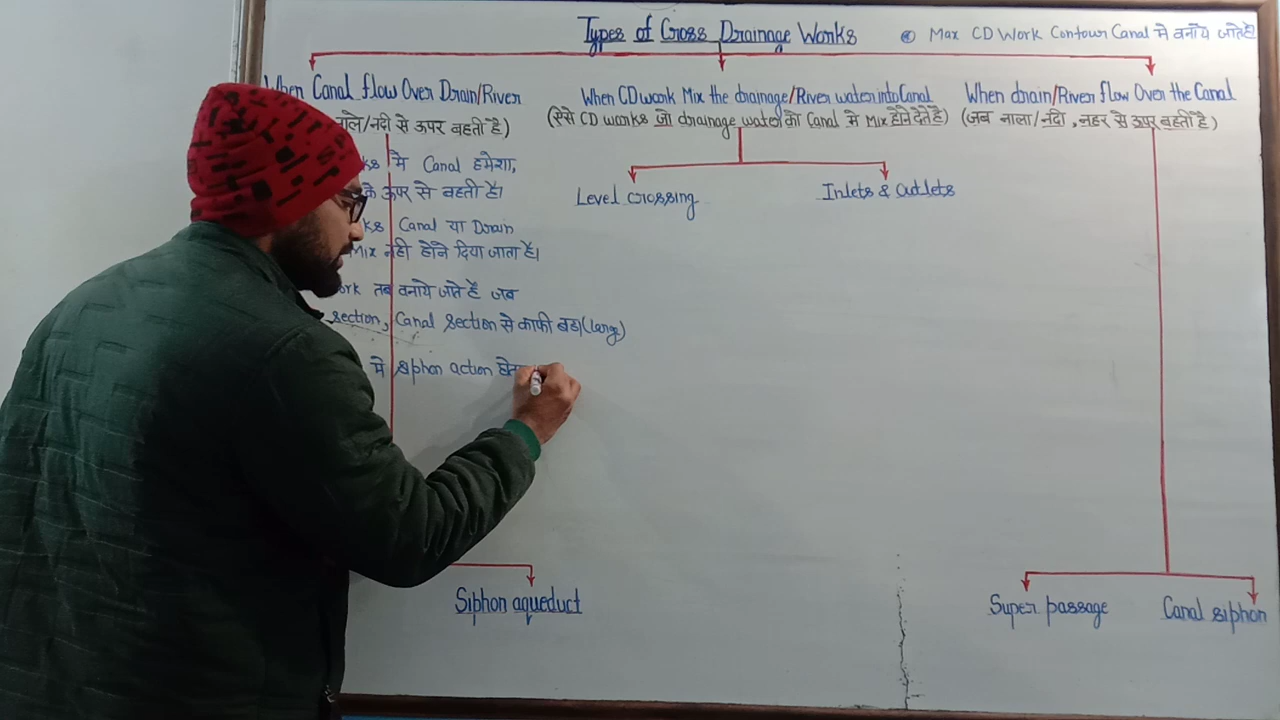 Types of Cross Drainage Works
Max CD Work Contour Canal मे बनाये जाते है।
When Canal flow Over Drain/River
नाले/नदी से ऊपर बहती है)
मे Canal हमेशा,
के ऊपर से बहती है।
Canal या Drain
Mix नही होने दिया जाता है।
तब बनाये जाते है जब
section, Canal Section से काफी बडा (large)
मे siphon action
Siphon aqueduct
When CD work Mix the drainage/River water into Canal
(ऐसे CD works जो drainage water को Canal मे Mix होने देते है)
Level crossing
Inlets & Outlets
When drain/River flow Over the Canal
(जब नाला/नदी, नहर से ऊपर बहती है)
Super passage
Canal siphon